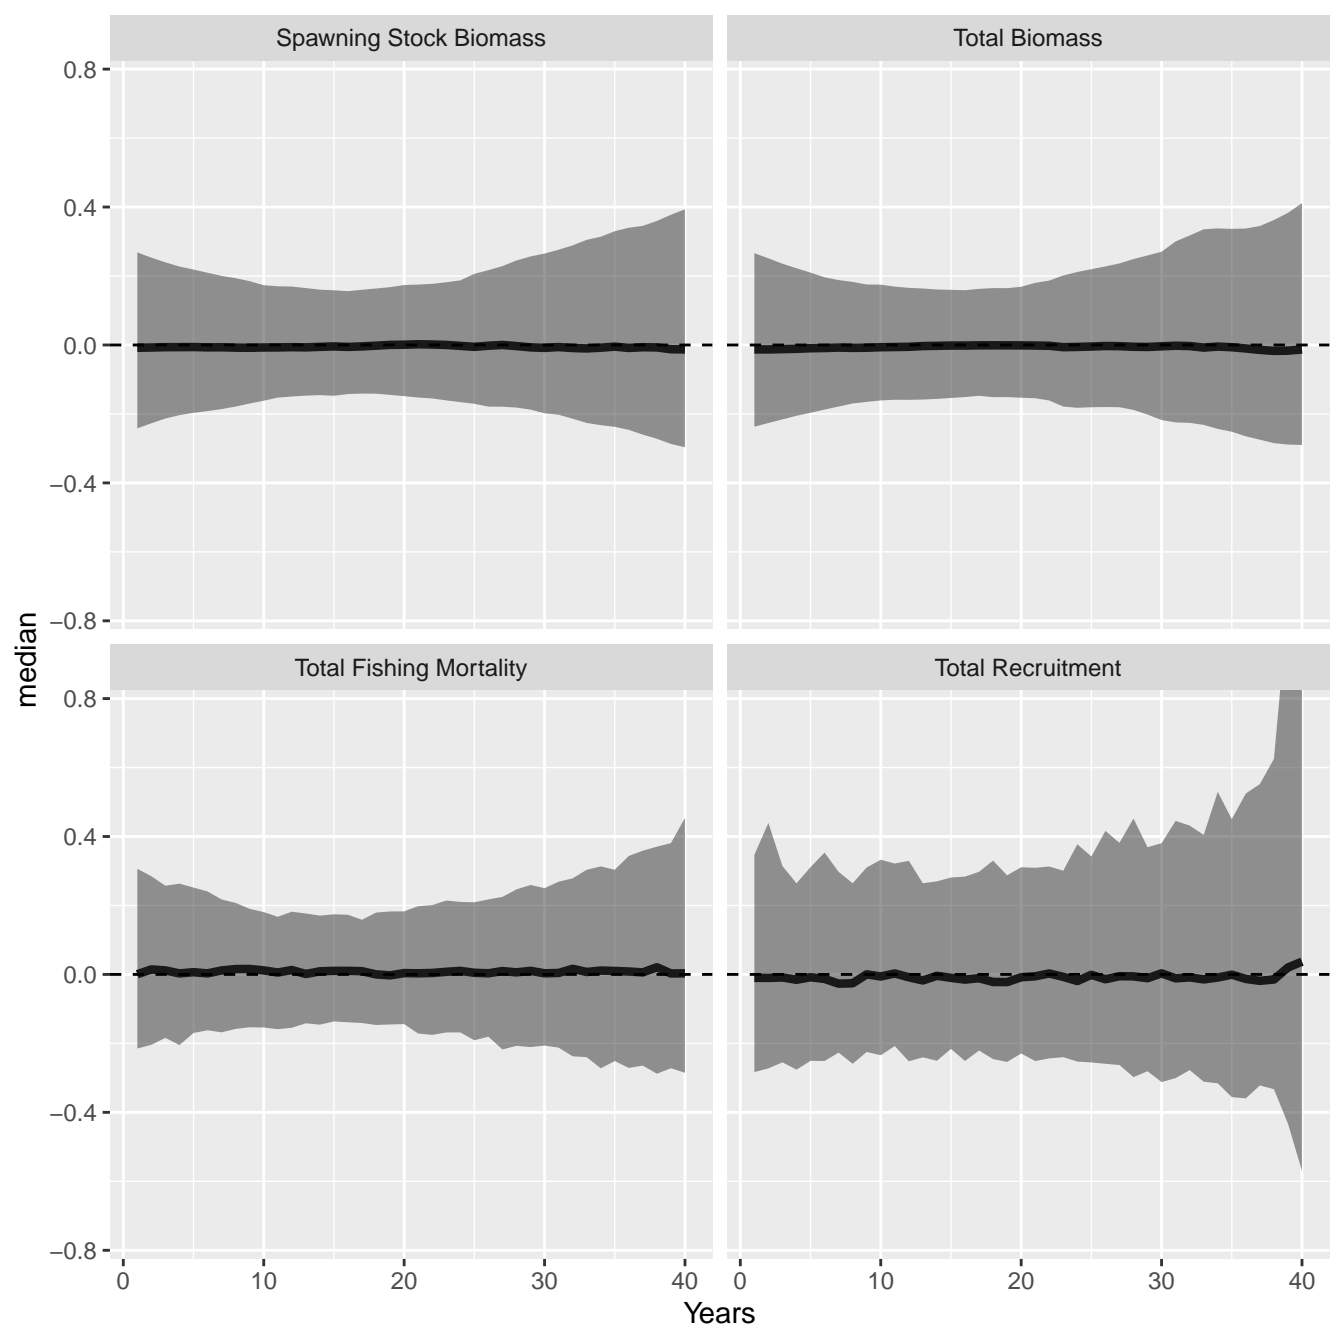 Spawning Stock Biomass
Total Biomass
0.8
0.4
0.0
−0.4
−0.8
median
Total Fishing Mortality
Total Recruitment
0.8
0.4
0.0
−0.4
−0.8
0 10 20 30 40
0 10 20 30 40
Years